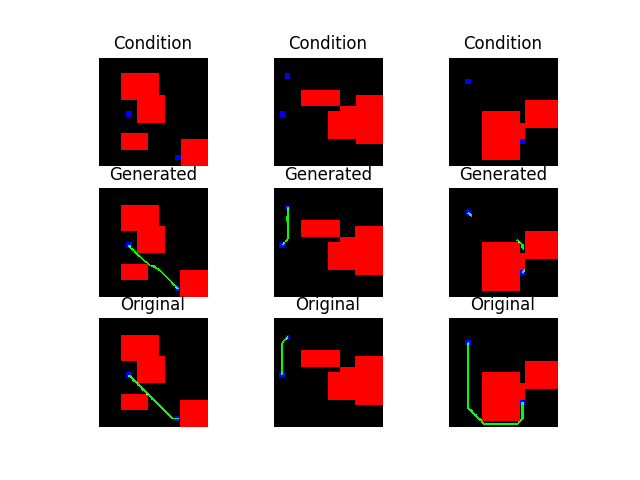 Condition Condition Condition
Generated Generated Generated
Original Original Original